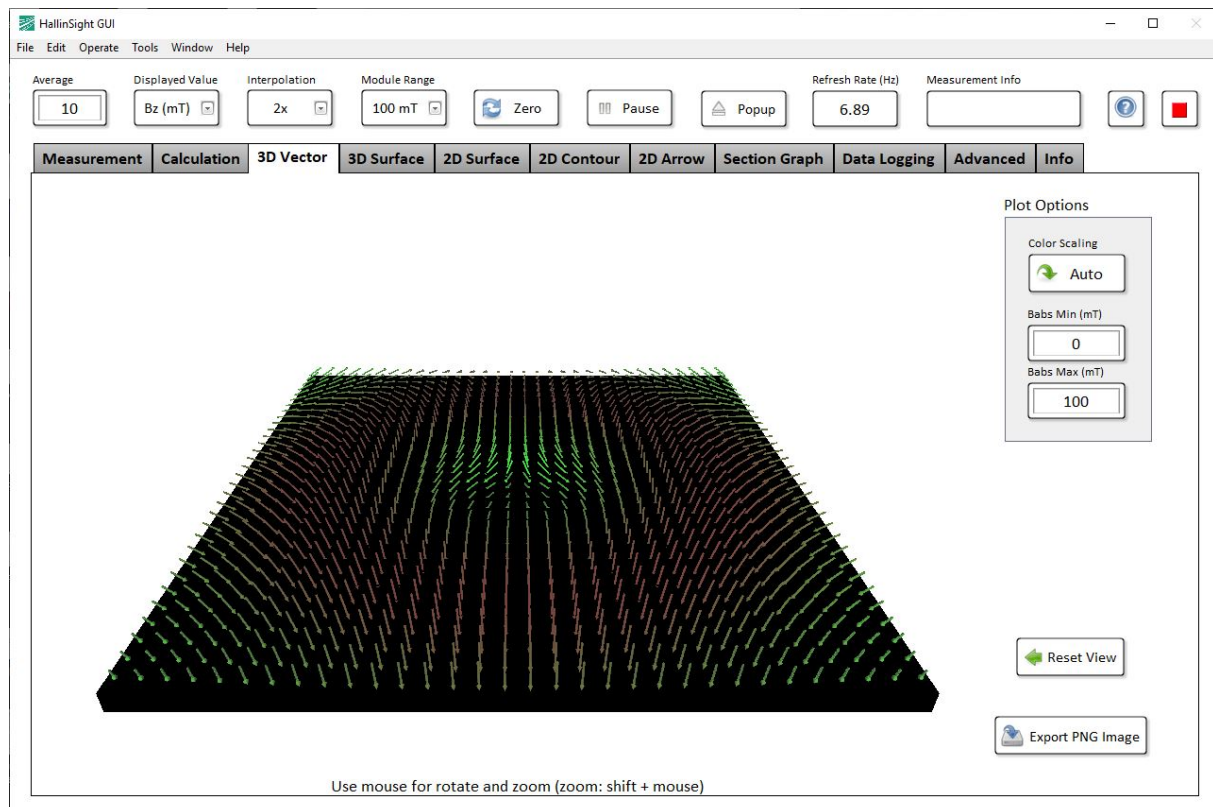 HallinSight GUI
File Edit Operate Tools Window Help
Average Displayed Value Interpolation Module Range Refresh Rate (Hz) Measurement Info
10 Bz (mT) 2x 100 mT Zero Pause Popup 6.89
Measurement Calculation 3D Vector 3D Surface 2D Surface 2D Contour 2D Arrow Section Graph Data Logging Advanced Info
Plot Options
Color Scaling
Auto
Babs Min (mT)
0
Babs Max (mT)
100
Reset View
Export PNG Image
Use mouse for rotate and zoom (zoom: shift + mouse)